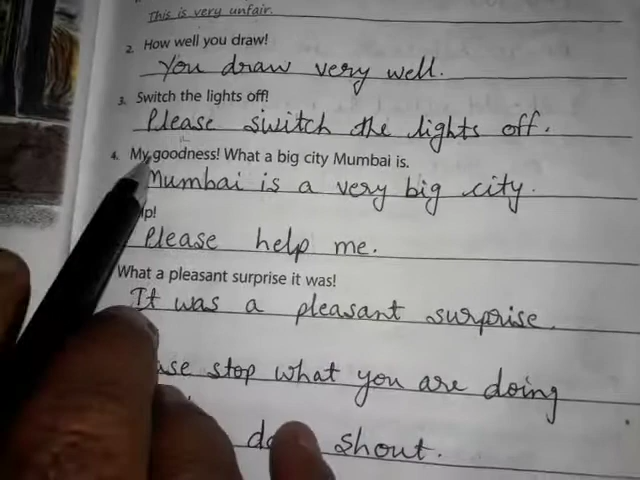 This is very unfair.
2. How well you draw!
You draw very well.
3. Switch the lights off!
Please switch the lights off.
4. My goodness! What a big city Mumbai is.
Mumbai is a very big city.
lp!
Please help me.
What a pleasant surprise it was!
It was a pleasant surprise.
ase stop what you are doing
shout.